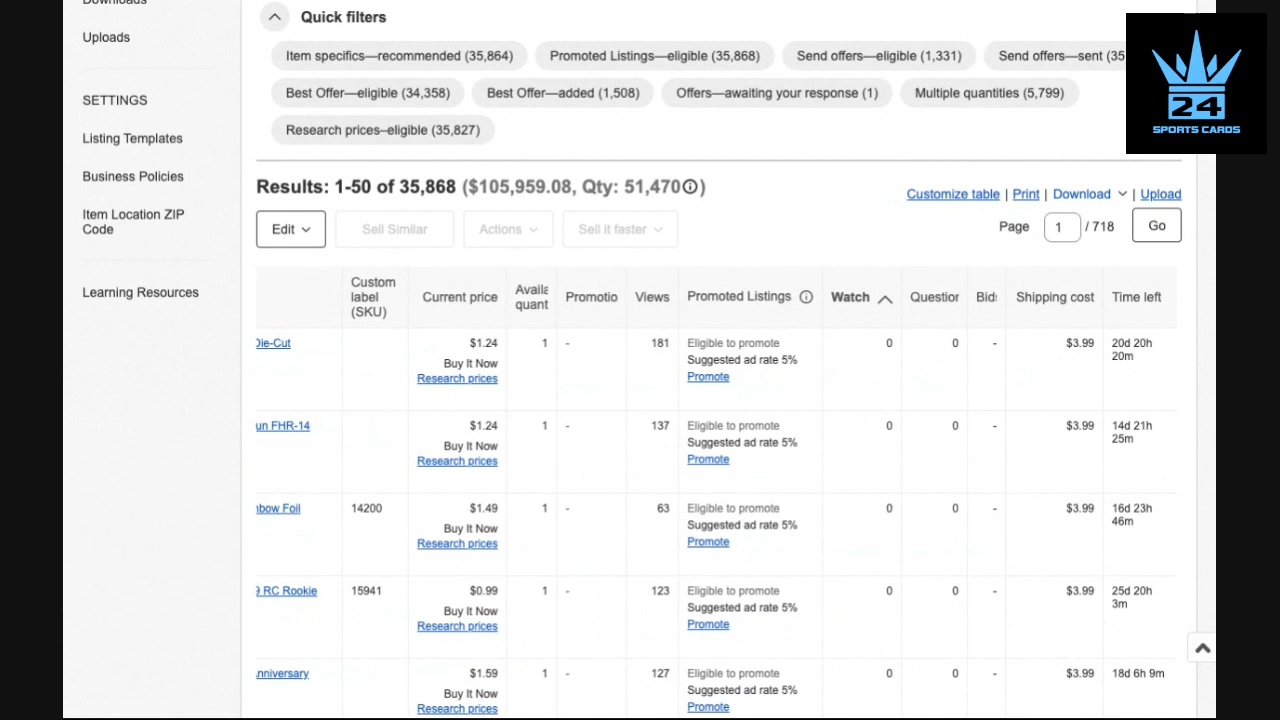 Downloads
Uploads
SETTINGS
Listing Templates
Business Policies
Item Location ZIP
Code
Learning Resources
Quick filters
Item specifics—recommended (35,864) Promoted Listings—eligible (35,868) Send offers—eligible (1,331) Send offers—sent (35
Best Offer—eligible (34,358) Best Offer—added (1,508) Offers—awaiting your response (1) Multiple quantities (5,799)
Research prices–eligible (35,827)
24
SPORTS CARDS
Results: 1-50 of 35,868 ($105,959.08, Qty: 51,470 )
Customize table | Print | Download | Upload
Edit Sell Similar Actions Sell it faster
Page 1 / 718 Go
Custom label (SKU) Current price Availa quant Promotio Views Promoted Listings Watch Question Bids Shipping cost Time left
Die-Cut $1.24 1 - 181 Eligible to promote 0 0 - $3.99 20d 20h
Buy It Now Suggested ad rate 5% 20m
Research prices Promote
un FHR-14 $1.24 1 - 137 Eligible to promote 0 0 - $3.99 14d 21h
Buy It Now Suggested ad rate 5% 25m
Research prices Promote
nbow Foil 14200 $1.49 1 - 63 Eligible to promote 0 0 - $3.99 16d 23h
Buy It Now Suggested ad rate 5% 46m
Research prices Promote
9 RC Rookie 15941 $0.99 1 - 123 Eligible to promote 0 0 - $3.99 25d 20h
Buy It Now Suggested ad rate 5% 3m
Research prices Promote
nniversary $1.59 1 - 127 Eligible to promote 0 0 - $3.99 18d 6h 9m
Buy It Now Suggested ad rate 5%
Research prices Promote